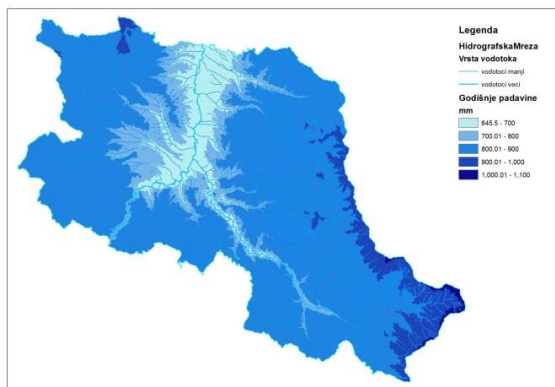 Legenda
HidrografskaMreza
Vrsta vodotoka
vodotoci manji
vodotoci veci
Godišnje padavine
mm
645.5 - 700
700.01 - 800
800.01 - 900
900.01 - 1,000
1,000.01 - 1,100